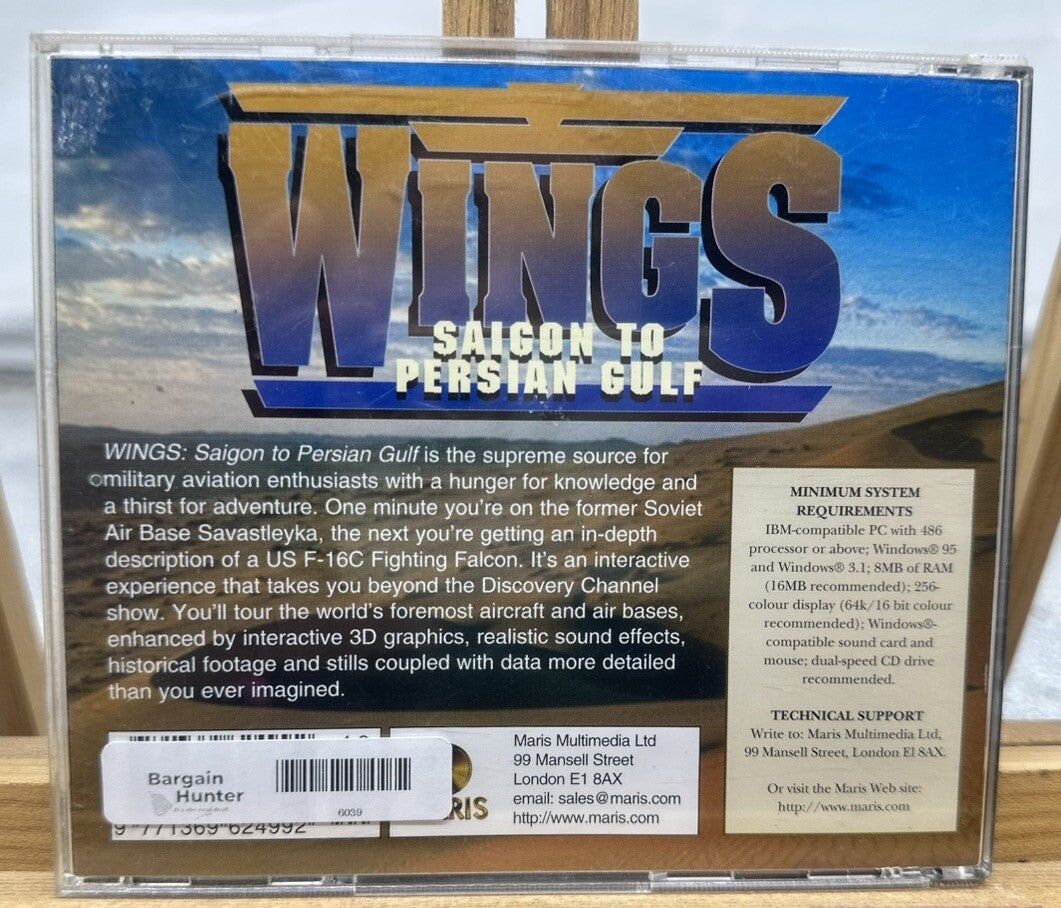 WINGS
SAIGON TO
PERSIAN GULF
WINGS: Saigon to Persian Gulf is the supreme source for
military aviation enthusiasts with a hunger for knowledge and
a thirst for adventure. One minute you're on the former Soviet
Air Base Savastleyka, the next you're getting an in-depth
description of a US F-16C Fighting Falcon. It's an interactive
experience that takes you beyond the Discovery Channel
show. You'll tour the world's foremost aircraft and air bases,
enhanced by interactive 3D graphics, realistic sound effects,
historical footage and stills coupled with data more detailed
than you ever imagined.
MINIMUM SYSTEM
REQUIREMENTS
IBM-compatible PC with 486
processor or above; Windows® 95
and Windows® 3.1; 8MB of RAM
(16MB recommended); 256-
colour display (64k/16 bit colour
recommended); Windows®-
compatible sound card and
mouse; dual-speed CD drive
recommended.
TECHNICAL SUPPORT
Write to: Maris Multimedia Ltd,
99 Mansell Street, London E1 8AX.
Or visit the Maris Web site:
http://www.maris.com
Bargain
Hunter
It's the real deal.
6039
9 771369 624992
Maris Multimedia Ltd
99 Mansell Street
London E1 8AX
email: sales@maris.com
http://www.maris.com